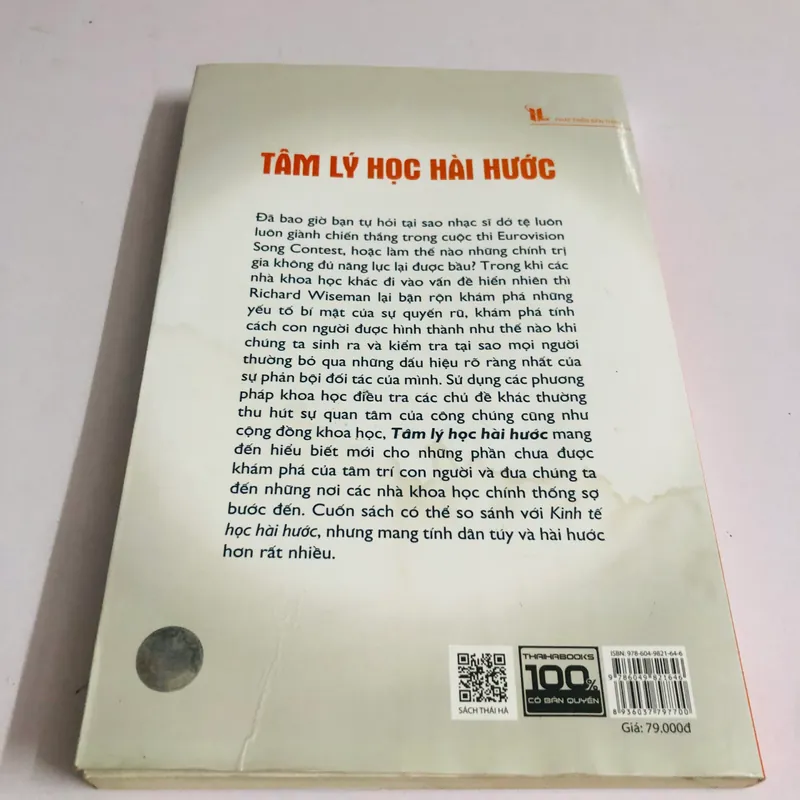 TÂM LÝ HỌC HÀI HƯỚC
Đã bao giờ bạn tự hỏi tại sao nhạc sĩ dở tệ luôn
luôn giành chiến thắng trong cuộc thi Eurovision
Song Contest, hoặc làm thế nào những chính trị
gia không đủ năng lực lại được bầu? Trong khi các
nhà khoa học khác đi vào vấn đề hiển nhiên thì
Richard Wiseman lại bận rộn khám phá những
yếu tố bí mật của sự quyến rũ, khám phá tính
cách con người được hình thành như thế nào khi
chúng ta sinh ra và kiểm tra tại sao mọi người
thường bỏ qua những dấu hiệu rõ ràng nhất của
sự phản bội đối tác của mình. Sử dụng các phương
pháp khoa học điều tra các chủ đề khác thường
thu hút sự quan tâm của công chúng cũng như
cộng đồng khoa học, Tâm lý học hài hước mang
đến hiểu biết mới cho những phần chưa được
khám phá của tâm trí con người và đưa chúng ta
đến những nơi các nhà khoa học chính thống sợ
bước đến. Cuốn sách có thể so sánh với Kinh tế
học hài hước, nhưng mang tính dân túy và hài hước
hơn rất nhiều.
SÁCH THÁI HÀ
THAIHABOOKS
100%
CÓ BẢN QUYỀN
ISBN: 978-604-9821-64-6
9 786049 821646
8 936037 797700
Giá: 79.000đ